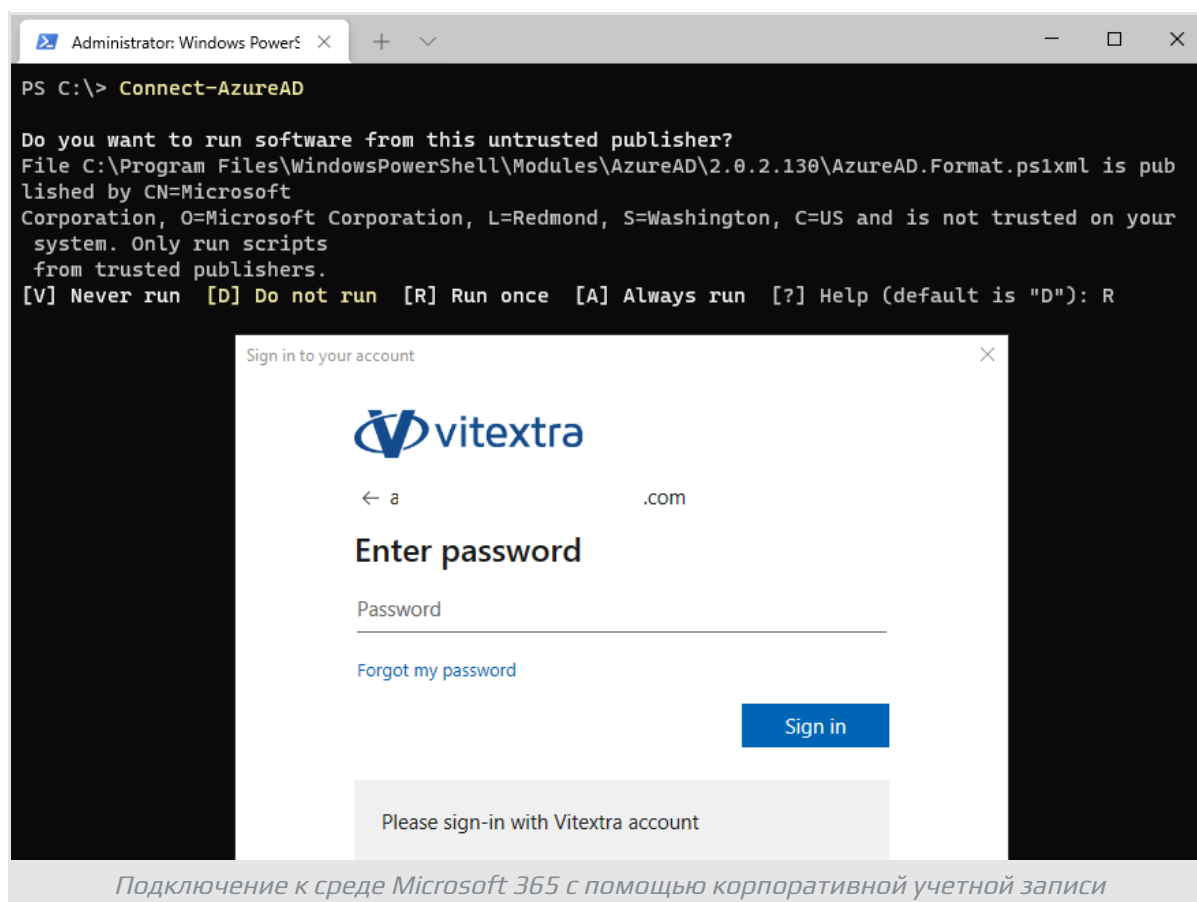 Administrator: Windows PowerS
PS C:\> Connect-AzureAD
Do you want to run software from this untrusted publisher?
File C:\Program Files\WindowsPowerShell\Modules\AzureAD\2.0.2.130\AzureAD.Format.ps1xml is pub
lished by CN=Microsoft
Corporation, O=Microsoft Corporation, L=Redmond, S=Washington, C=US and is not trusted on your
system. Only run scripts
from trusted publishers.
[V] Never run [D] Do not run [R] Run once [A] Always run [?] Help (default is "D"): R
Sign in to your account
vitextra
← a .com
Enter password
Password
Forgot my password
Sign in
Please sign-in with Vitextra account
Подключение к среде Microsoft 365 с помощью корпоративной учетной записи